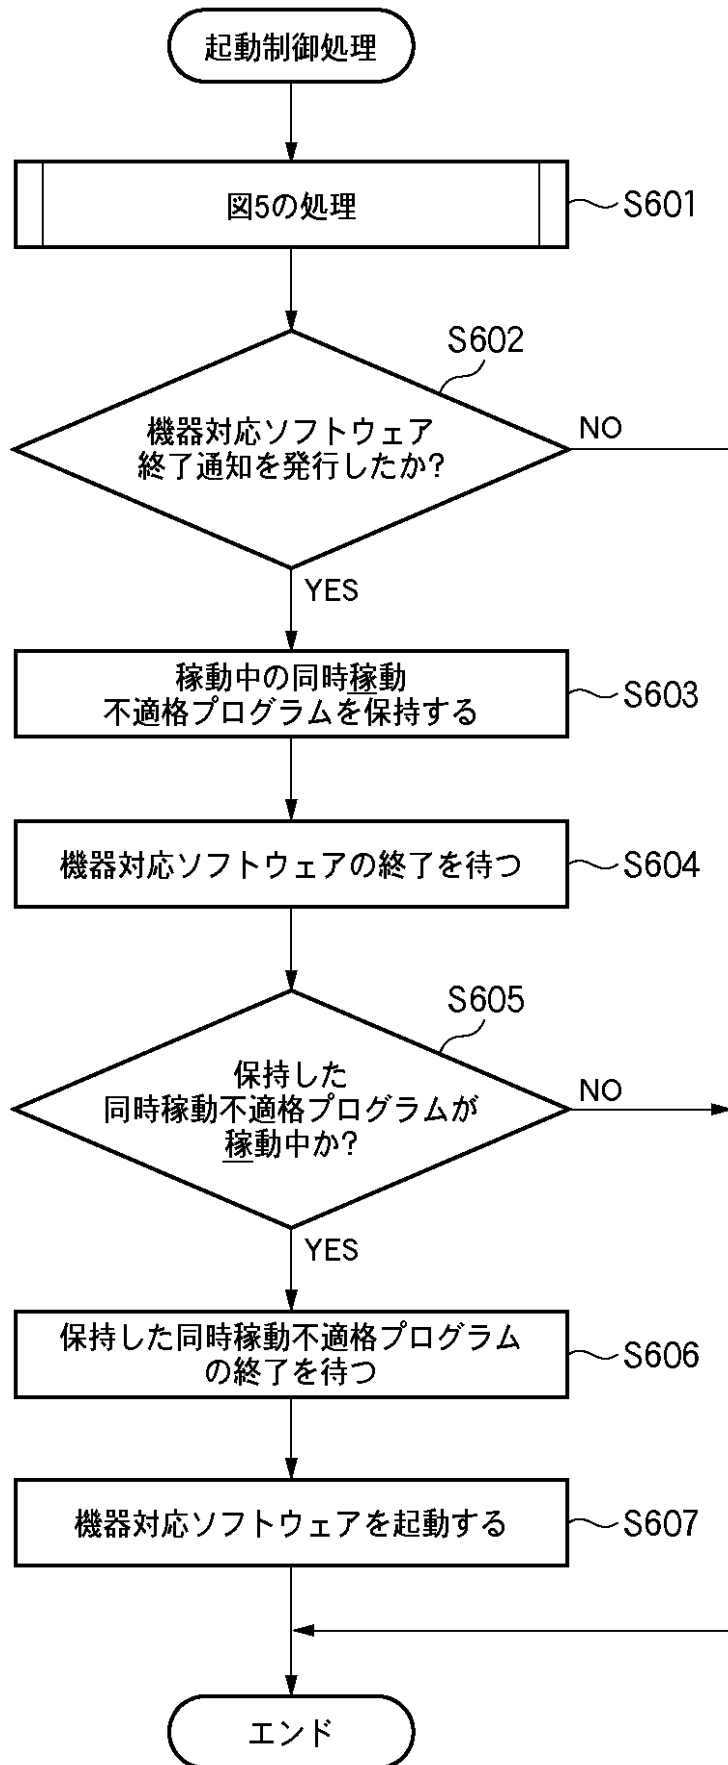 起動制御処理
図5の処理
S601
S602
機器対応ソフトウェア
終了通知を発行したか?
NO
YES
稼動中の同時稼動
不適格プログラムを保持する
S603
機器対応ソフトウェアの終了を待つ
S604
S605
保持した
同時稼動不適格プログラムが
稼動中か?
NO
YES
保持した同時稼動不適格プログラム
の終了を待つ
S606
機器対応ソフトウェアを起動する
S607
エンド